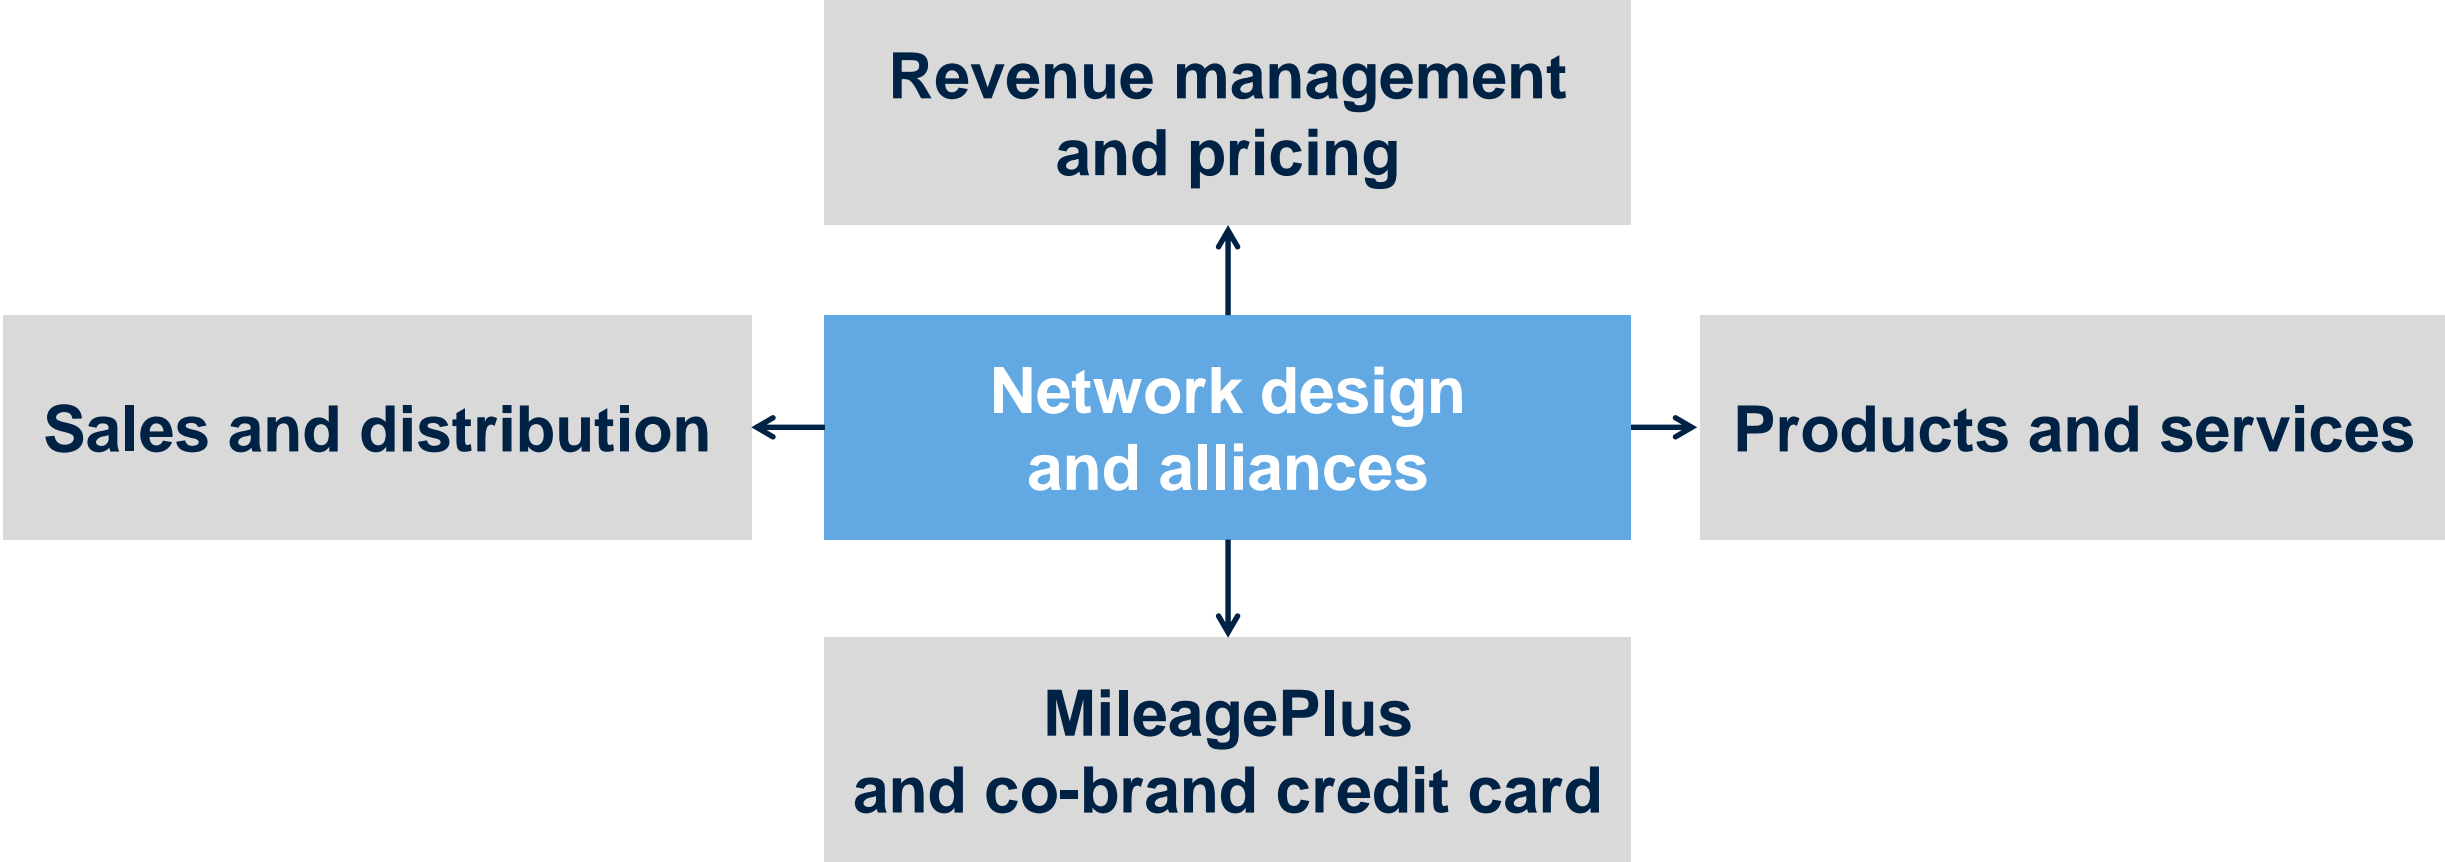 Revenue management
and pricing
Sales and distribution
Network design
and alliances
Products and services
MileagePlus
and co-brand credit card